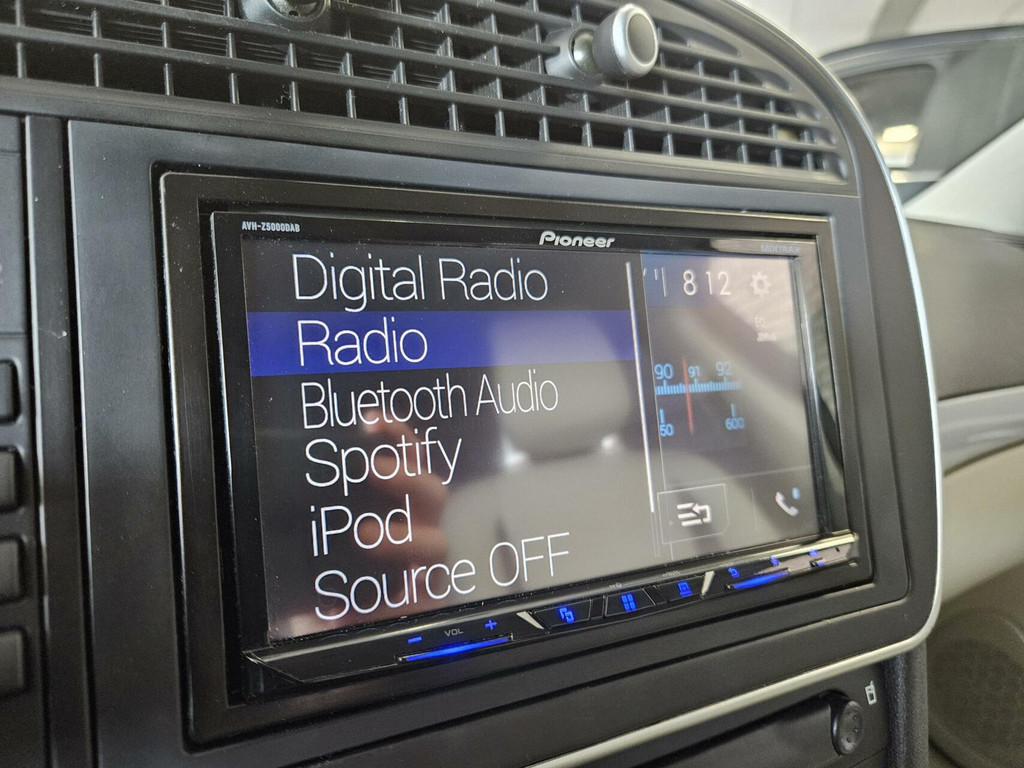 AVH-Z5000DAB
Pioneer
MIXTRAX
Digital Radio
Radio
Bluetooth Audio
Spotify
iPod
Source OFF
8 12
90 91 92
50 600
VOL